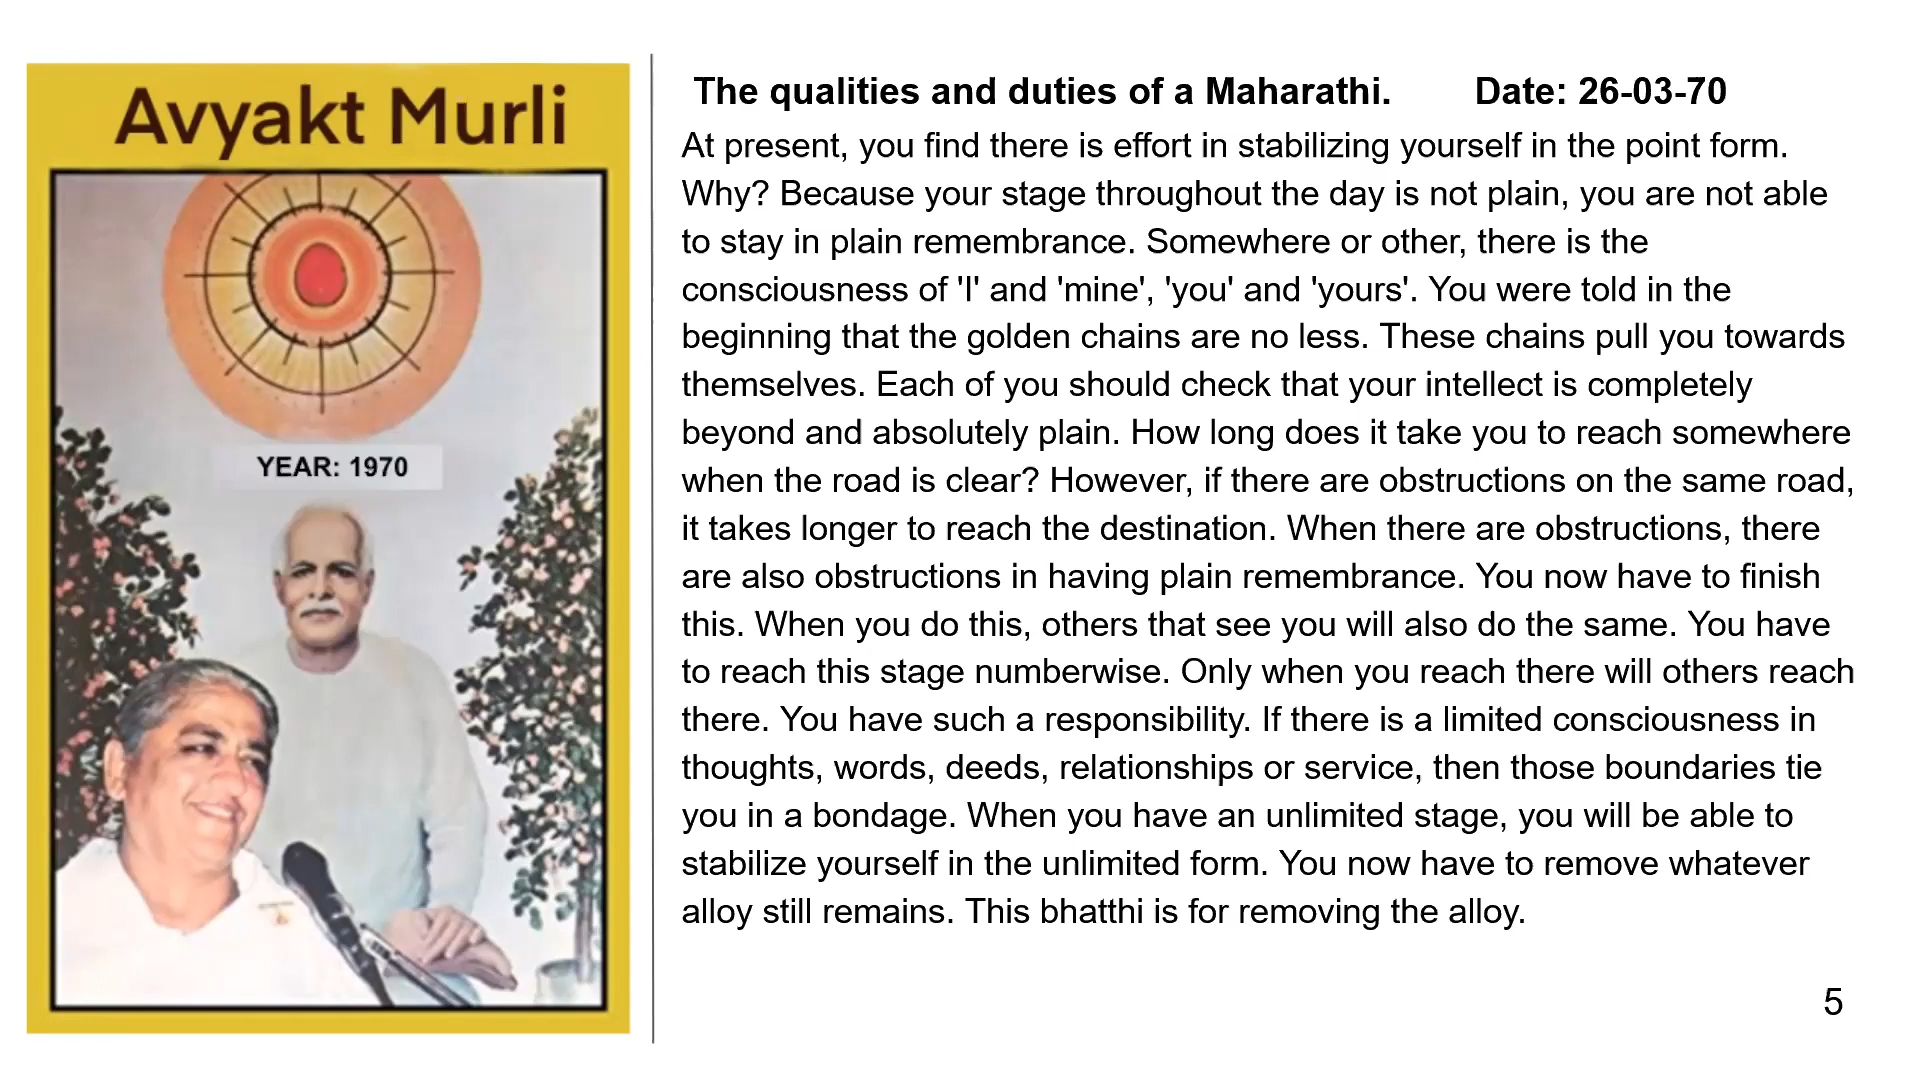 Avyakt Murli
YEAR: 1970
The qualities and duties of a Maharathi. Date: 26-03-70
At present, you find there is effort in stabilizing yourself in the point form.
Why? Because your stage throughout the day is not plain, you are not able
to stay in plain remembrance. Somewhere or other, there is the
consciousness of 'I' and 'mine', 'you' and 'yours'. You were told in the
beginning that the golden chains are no less. These chains pull you towards
themselves. Each of you should check that your intellect is completely
beyond and absolutely plain. How long does it take you to reach somewhere
when the road is clear? However, if there are obstructions on the same road,
it takes longer to reach the destination. When there are obstructions, there
are also obstructions in having plain remembrance. You now have to finish
this. When you do this, others that see you will also do the same. You have
to reach this stage numberwise. Only when you reach there will others reach
there. You have such a responsibility. If there is a limited consciousness in
thoughts, words, deeds, relationships or service, then those boundaries tie
you in a bondage. When you have an unlimited stage, you will be able to
stabilize yourself in the unlimited form. You now have to remove whatever
alloy still remains. This bhatthi is for removing the alloy.
5